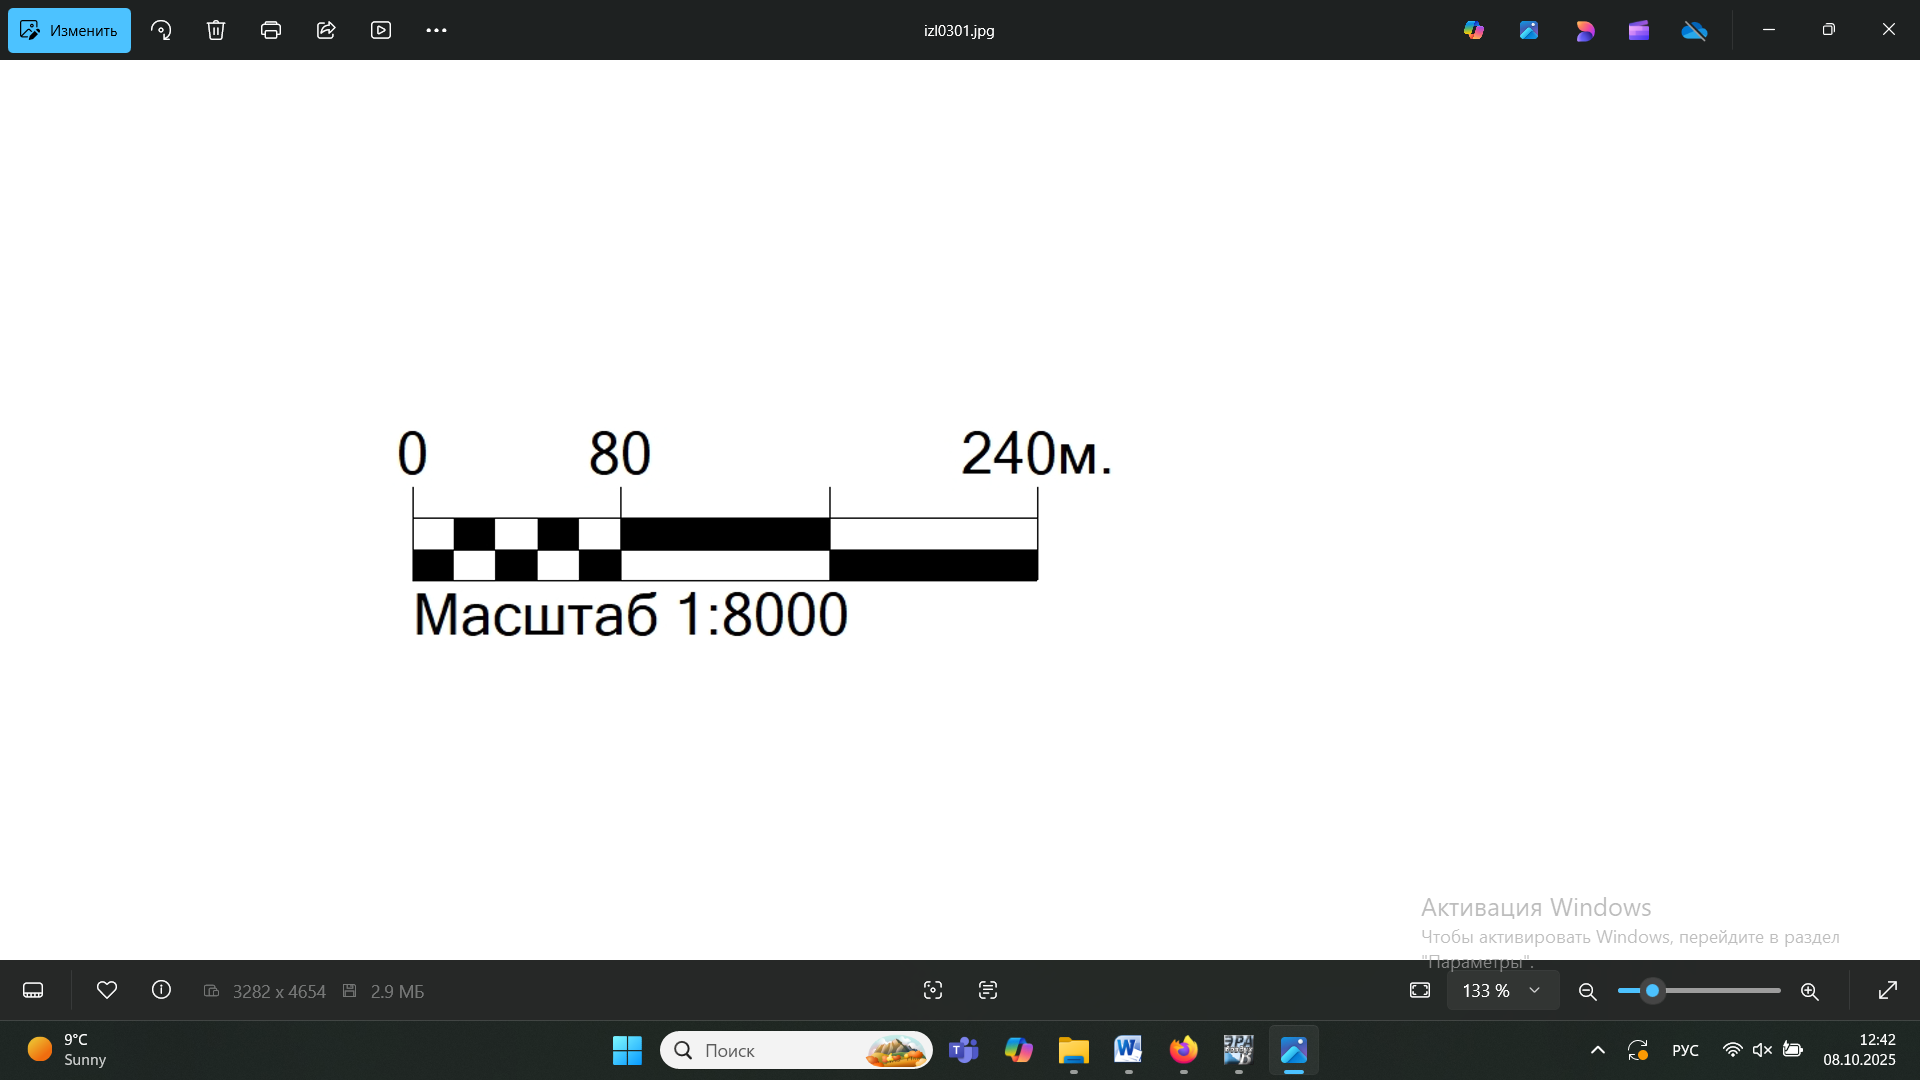 Изменить
izl0301.jpg
0 80 240м.
Масштаб 1:8000
Активация Windows
Чтобы активировать Windows, перейдите в раздел
"Параметры".
3282 x 4654 2.9 МБ
133 %
9°C
Sunny
Поиск
ЭРА
В
РУС
12:42
08.10.2025